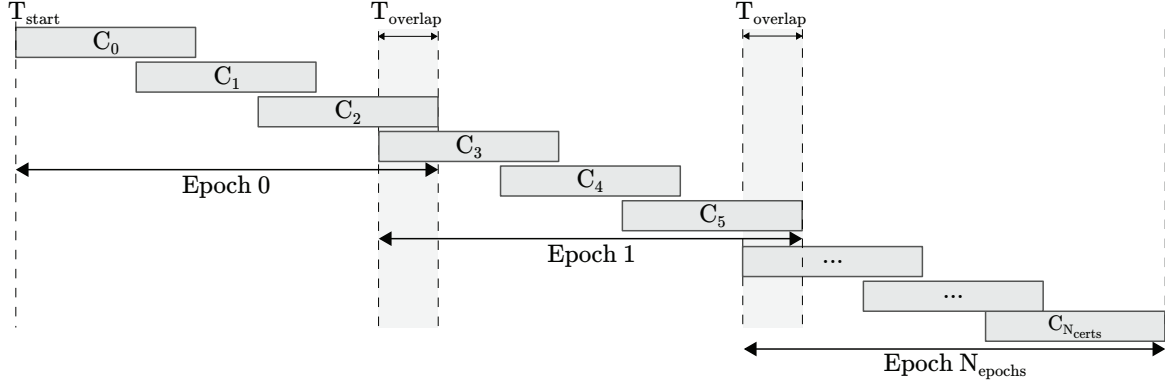 T_start
T_overlap
T_overlap
C_0
C_1
C_2
C_3
Epoch 0
C_4
C_5
Epoch 1
...
...
C_N_certs
Epoch N_epochs